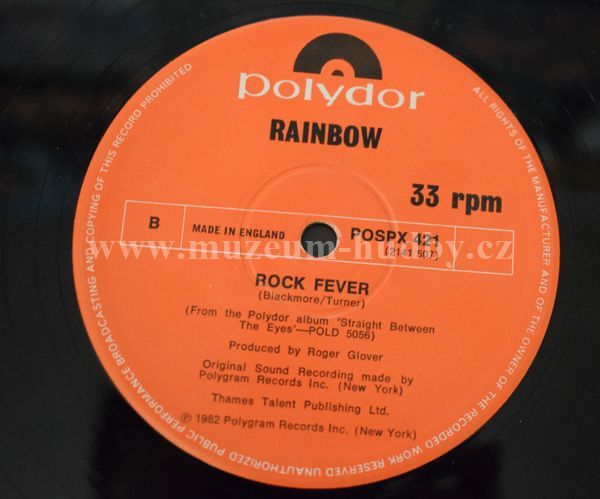 polydor
RAINBOW
33 rpm
B
MADE IN ENGLAND
POSPX 421
(2141 507)
www.muzeum-hudby.cz
ROCK FEVER
(Blackmore/Turner)
(From the Polydor album 'Straight Between
The Eyes'—POLD 5056)
Produced by Roger Glover
Original Sound Recording made by
Polygram Records Inc. (New York)
Thames Talent Publishing Ltd.
℗ 1982 Polygram Records Inc. (New York)
ALL RIGHTS OF THE MANUFACTURER AND OF THE OWNER OF THE RECORDED WORK RESERVED UNAUTHORIZED PUBLIC PERFORMANCE BROADCASTING AND COPYING OF THIS RECORD PROHIBITED